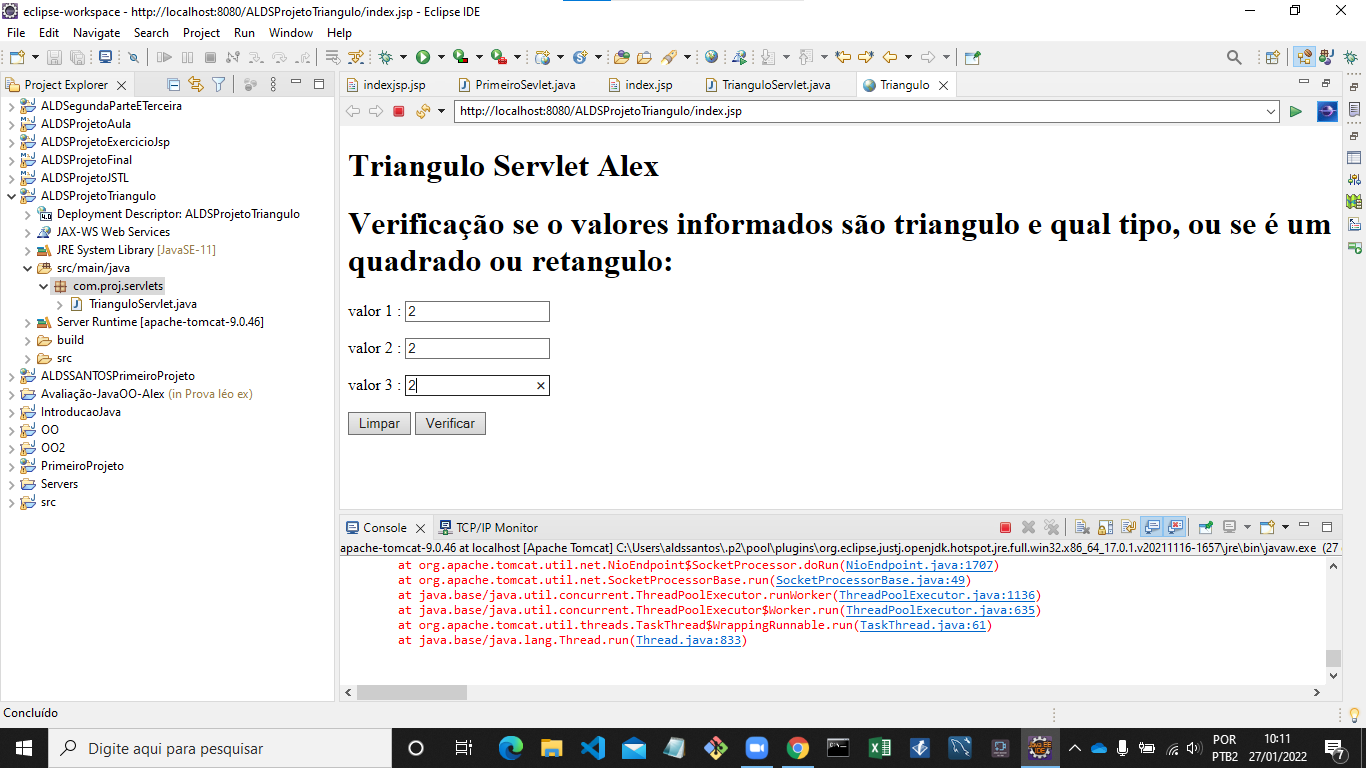 eclipse-workspace - http://localhost:8080/ALDSProjetoTriangulo/index.jsp - Eclipse IDE
File Edit Navigate Search Project Run Window Help
Project Explorer
ALDSegundaParteETerceira
ALDSProjetoAula
ALDSProjetoExercicioJsp
ALDSProjetoFinal
ALDSProjetoJSTL
ALDSProjetoTriangulo
Deployment Descriptor: ALDSProjetoTriangulo
JAX-WS Web Services
JRE System Library [JavaSE-11]
src/main/java
com.proj.servlets
TrianguloServlet.java
Server Runtime [apache-tomcat-9.0.46]
build
src
ALDSSANTOSPrimeiroProjeto
Avaliação-JavaOO-Alex (in Prova léo ex)
IntroducaoJava
OO
OO2
PrimeiroProjeto
Servers
src
indexjsp.jsp PrimeiroSevlet.java index.jsp TrianguloServlet.java Triangulo
http://localhost:8080/ALDSProjetoTriangulo/index.jsp
Triangulo Servlet Alex
Verificação se o valores informados são triangulo e qual tipo, ou se é um
quadrado ou retangulo:
valor 1 : 2
valor 2 : 2
valor 3 : 2
Limpar Verificar
Console TCP/IP Monitor
apache-tomcat-9.0.46 at localhost [Apache Tomcat] C:\Users\aldssantos\.p2\pool\plugins\org.eclipse.justj.openjdk.hotspot.jre.full.win32.x86_64_17.0.1.v20211116-1657\jre\bin\javaw.exe (27
at org.apache.tomcat.util.net.NioEndpoint$SocketProcessor.doRun(NioEndpoint.java:1707)
at org.apache.tomcat.util.net.SocketProcessorBase.run(SocketProcessorBase.java:49)
at java.base/java.util.concurrent.ThreadPoolExecutor.runWorker(ThreadPoolExecutor.java:1136)
at java.base/java.util.concurrent.ThreadPoolExecutor$Worker.run(ThreadPoolExecutor.java:635)
at org.apache.tomcat.util.threads.TaskThread$WrappingRunnable.run(TaskThread.java:61)
at java.base/java.lang.Thread.run(Thread.java:833)
Concluído
Digite aqui para pesquisar
POR
PTB2
10:11
27/01/2022
7